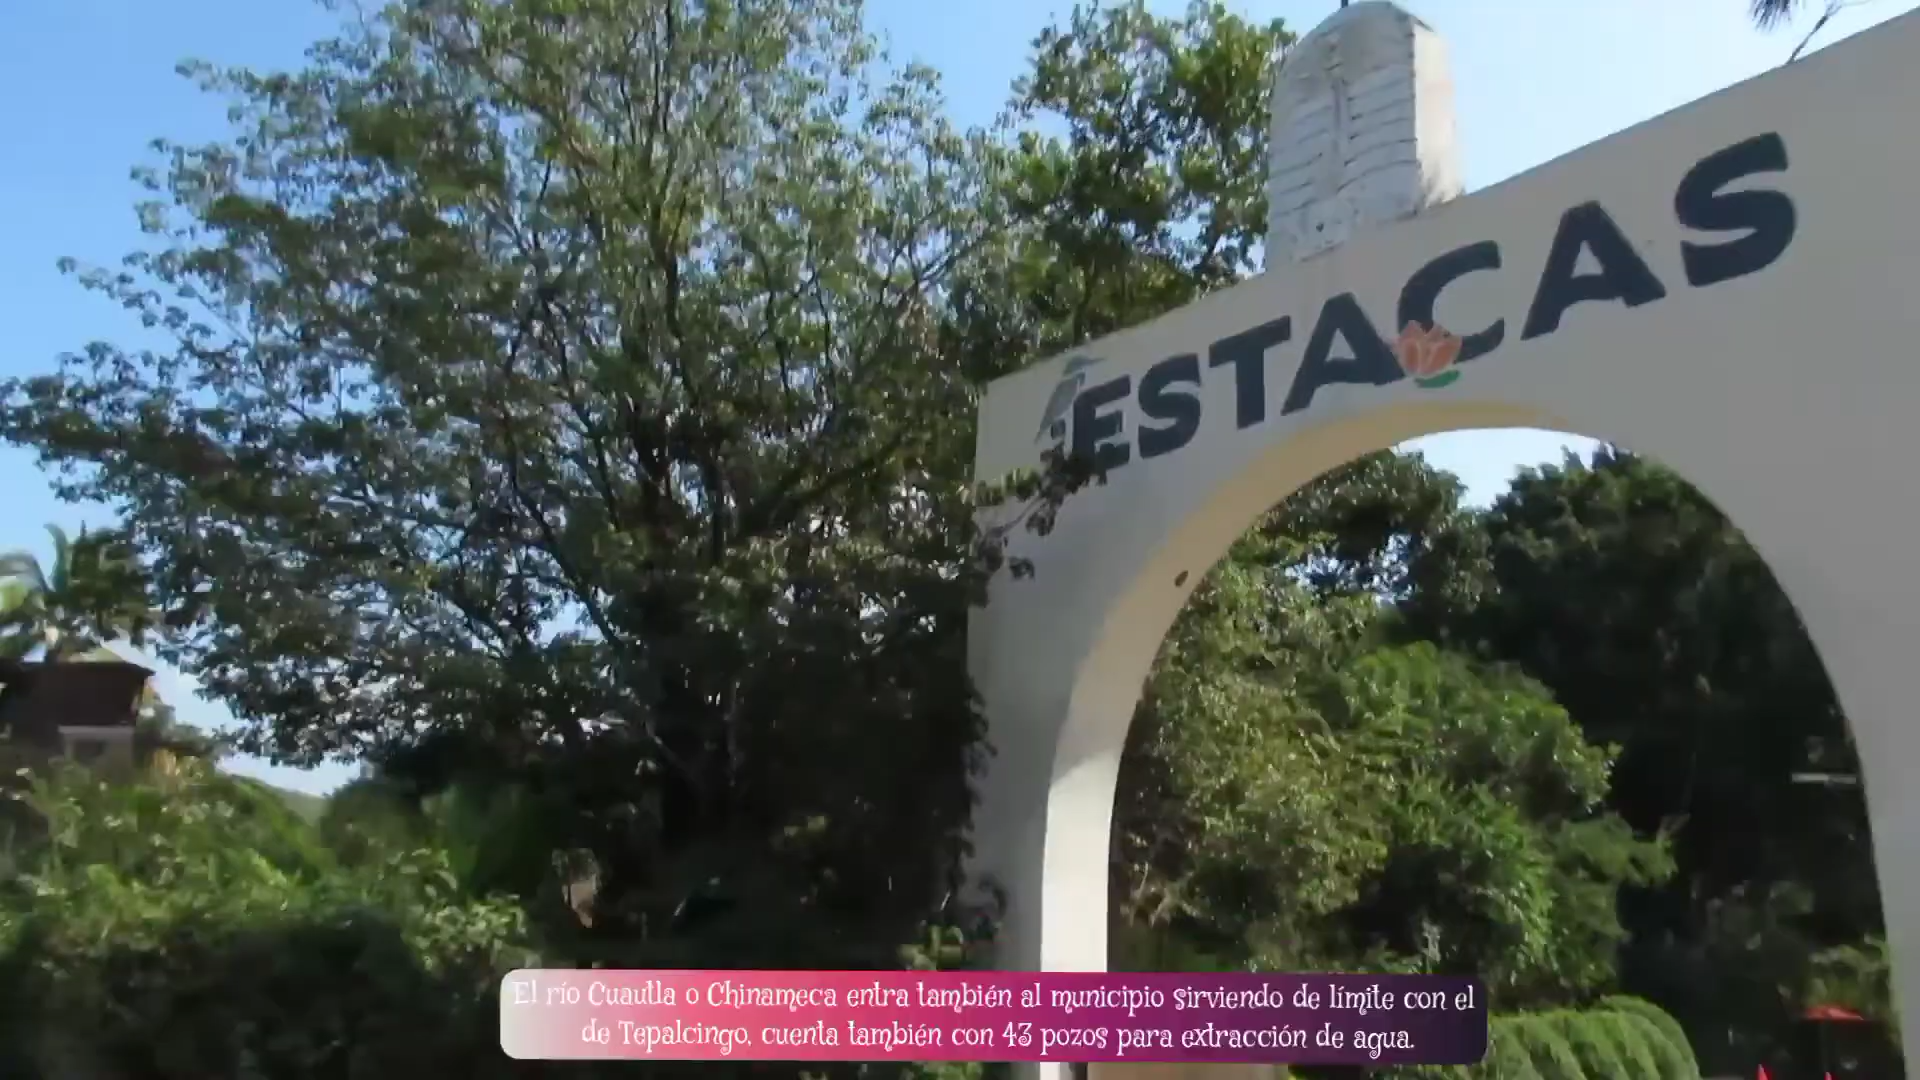 ESTACAS
El río Cuautla o Chinameca entra también al municipio sirviendo de límite con el
de Tepalcingo, cuenta también con 43 pozos para extracción de agua.